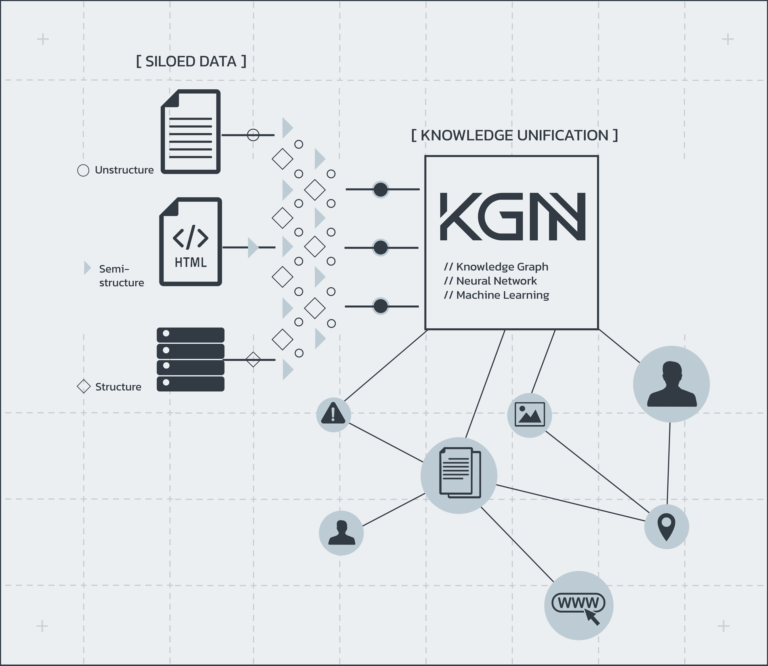 [ SILOED DATA ]
Unstructure
</> 
HTML
Semi-
structure
Structure
[ KNOWLEDGE UNIFICATION ]
KGNN
// Knowledge Graph
// Neural Network
// Machine Learning
WWW